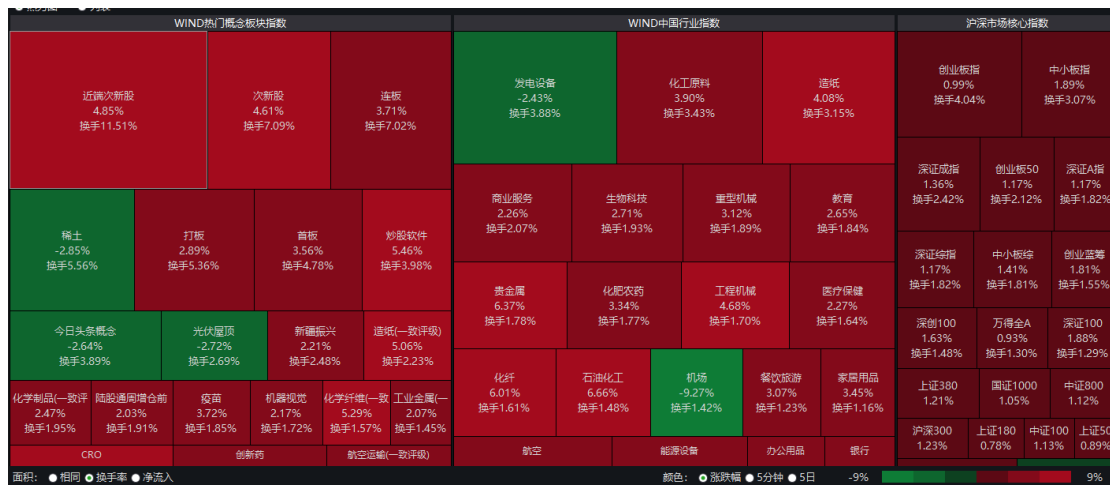 WIND热门概念板块指数
近端次新股
4.85%
换手11.51%
次新股
4.61%
换手7.09%
连板
3.71%
换手7.02%
稀土
-2.85%
换手5.56%
打板
2.89%
换手5.36%
首板
3.56%
换手4.78%
炒股软件
5.46%
换手3.98%
今日头条概念
-2.64%
换手3.89%
光伏屋顶
-2.72%
换手2.69%
新疆振兴
2.21%
换手2.48%
造纸(一致评级)
5.06%
换手2.23%
化学制品(一致评
2.47%
换手1.95%
陆股通周增仓前
2.03%
换手1.91%
疫苗
3.72%
换手1.85%
机器视觉
2.17%
换手1.72%
化学纤维(一致
5.29%
换手1.57%
工业金属(一
2.07%
换手1.45%
CRO
创新药
航空运输(一致评级)
WIND中国行业指数
发电设备
-2.43%
换手3.88%
化工原料
3.90%
换手3.43%
造纸
4.08%
换手3.15%
商业服务
2.26%
换手2.07%
生物科技
2.71%
换手1.93%
重型机械
3.12%
换手1.89%
教育
2.65%
换手1.84%
贵金属
6.37%
换手1.78%
化肥农药
3.34%
换手1.77%
工程机械
4.68%
换手1.70%
医疗保健
2.27%
换手1.64%
化纤
6.01%
换手1.61%
石油化工
6.66%
换手1.48%
机场
-9.27%
换手1.42%
餐饮旅游
3.07%
换手1.23%
家居用品
3.45%
换手1.16%
航空
能源设备
办公用品
银行
沪深市场核心指数
创业板指
0.99%
换手4.04%
中小板指
1.89%
换手3.07%
深证成指
1.36%
换手2.42%
创业板50
1.17%
换手2.12%
深证A指
1.17%
换手1.82%
深证综指
1.17%
换手1.82%
中小板综
1.41%
换手1.81%
创业蓝筹
1.81%
换手1.55%
深创100
1.63%
换手1.48%
万得全A
0.93%
换手1.30%
深证100
1.88%
换手1.29%
上证380
1.21%
国证1000
1.05%
中证800
1.12%
沪深300
1.23%
上证180
0.78%
中证100
1.13%
上证50
0.89%
面积： 相同 换手率 净流入
颜色： 涨跌幅 5分钟 5日 -9% 9%